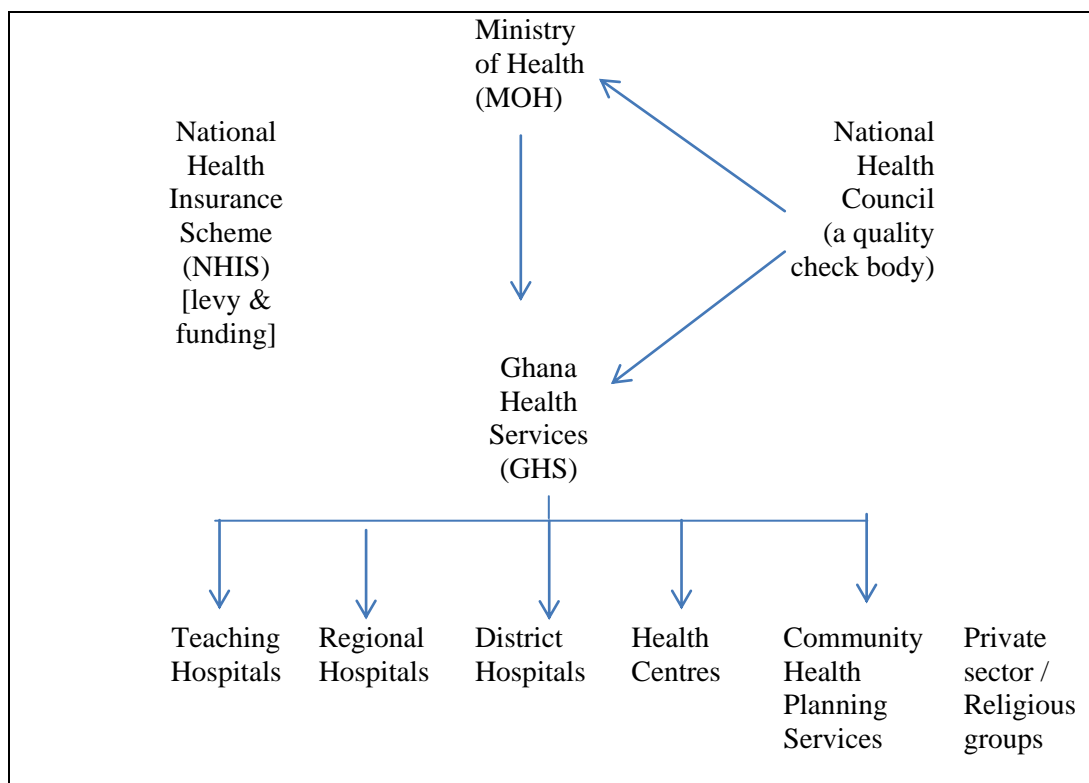 Ministry
of Health
(MOH)
National
Health
Insurance
Scheme
(NHIS)
[levy &
funding]
National
Health
Council
(a quality
check body)
Ghana
Health
Services
(GHS)
Teaching
Hospitals
Regional
Hospitals
District
Hospitals
Health
Centres
Community
Health
Planning
Services
Private
sector /
Religious
groups